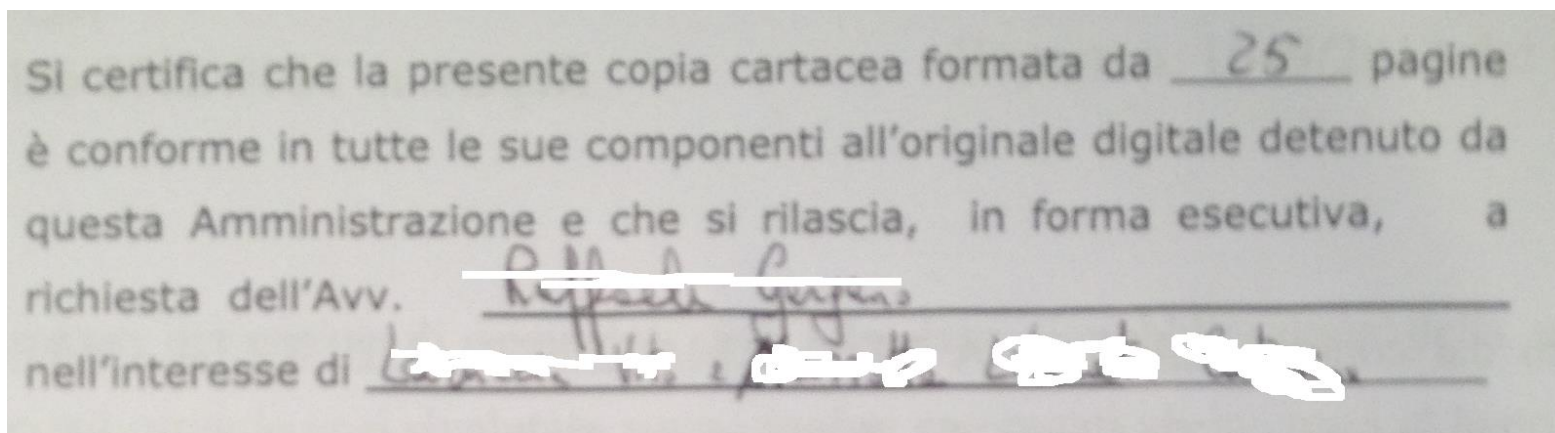 Si certifica che la presente copia cartacea formata da 25 pagine
è conforme in tutte le sue componenti all'originale digitale detenuto da
questa Amministrazione e che si rilascia, in forma esecutiva, a
richiesta dell'Avv.
nell'interesse di